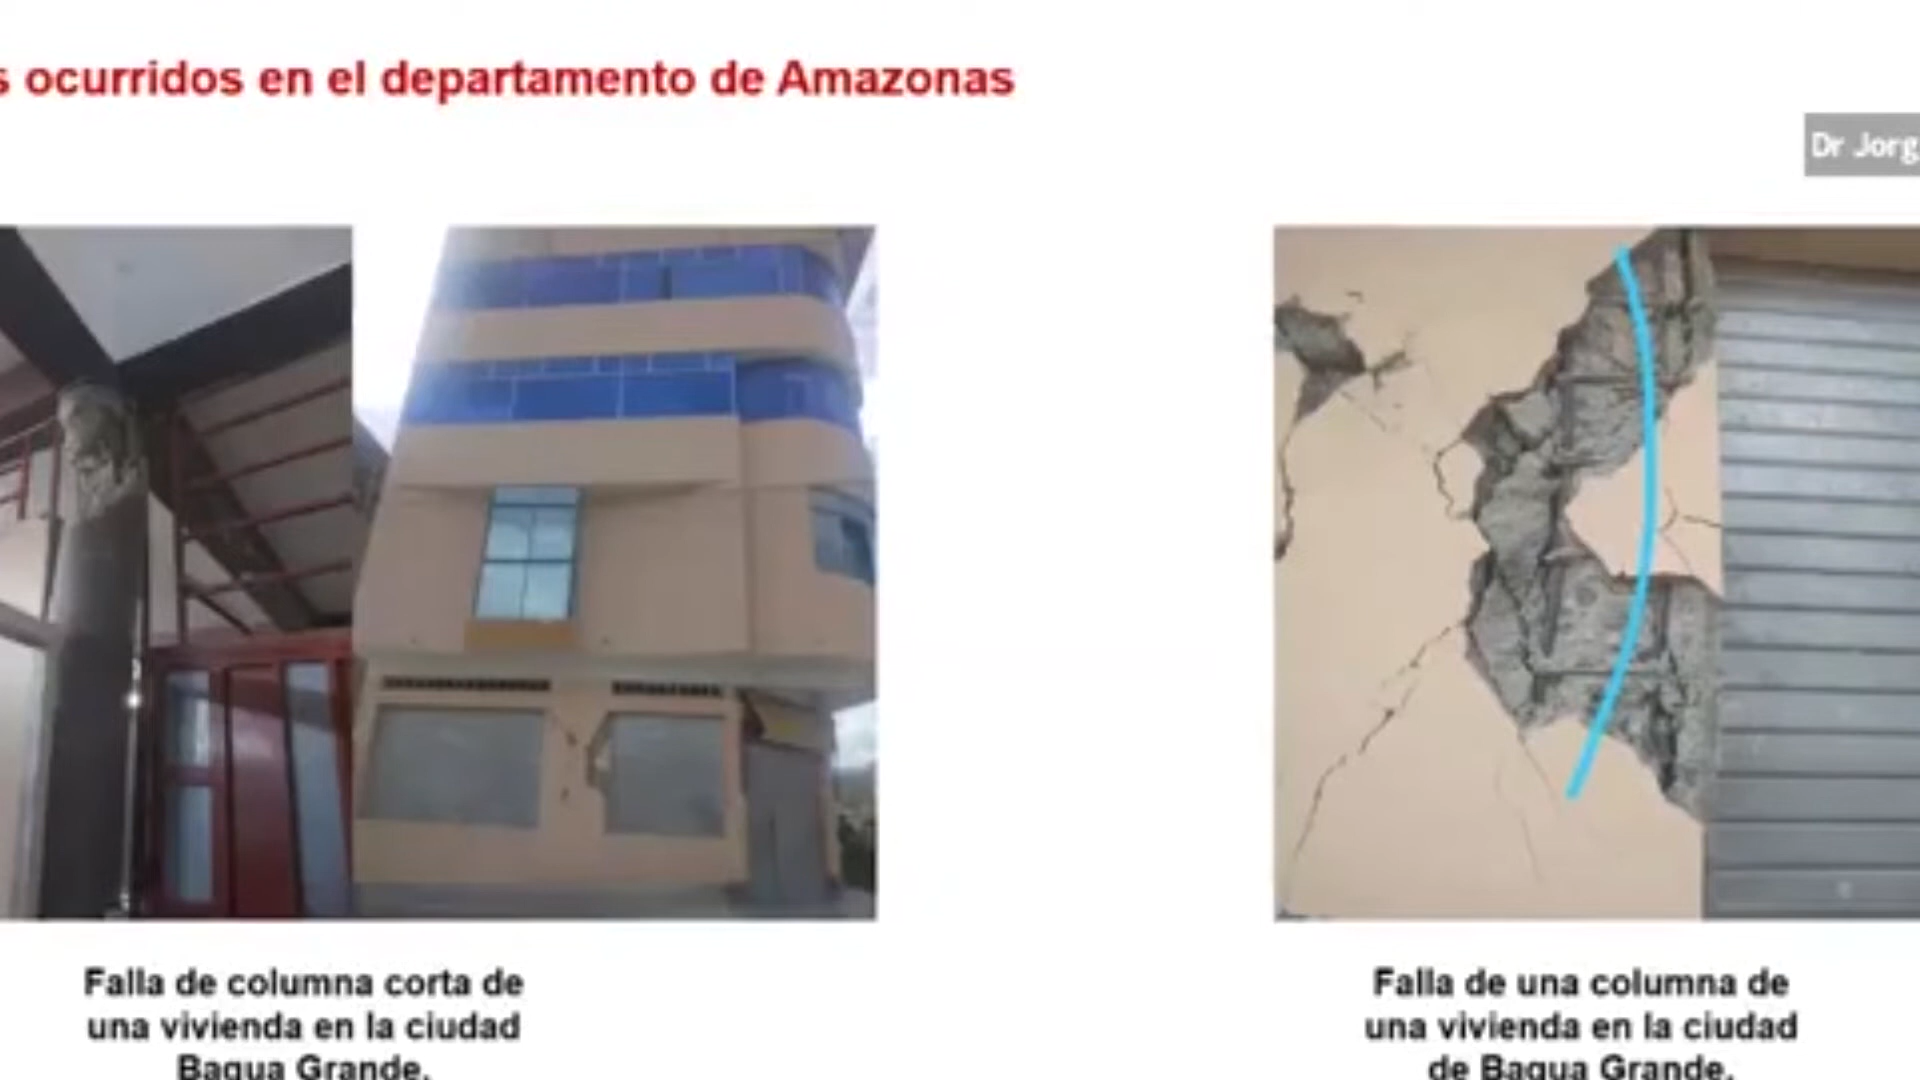 s ocurridos en el departamento de Amazonas
Dr Jorg
Falla de columna corta de
una vivienda en la ciudad
Bagua Grande.
Falla de una columna de
una vivienda en la ciudad
de Bagua Grande.